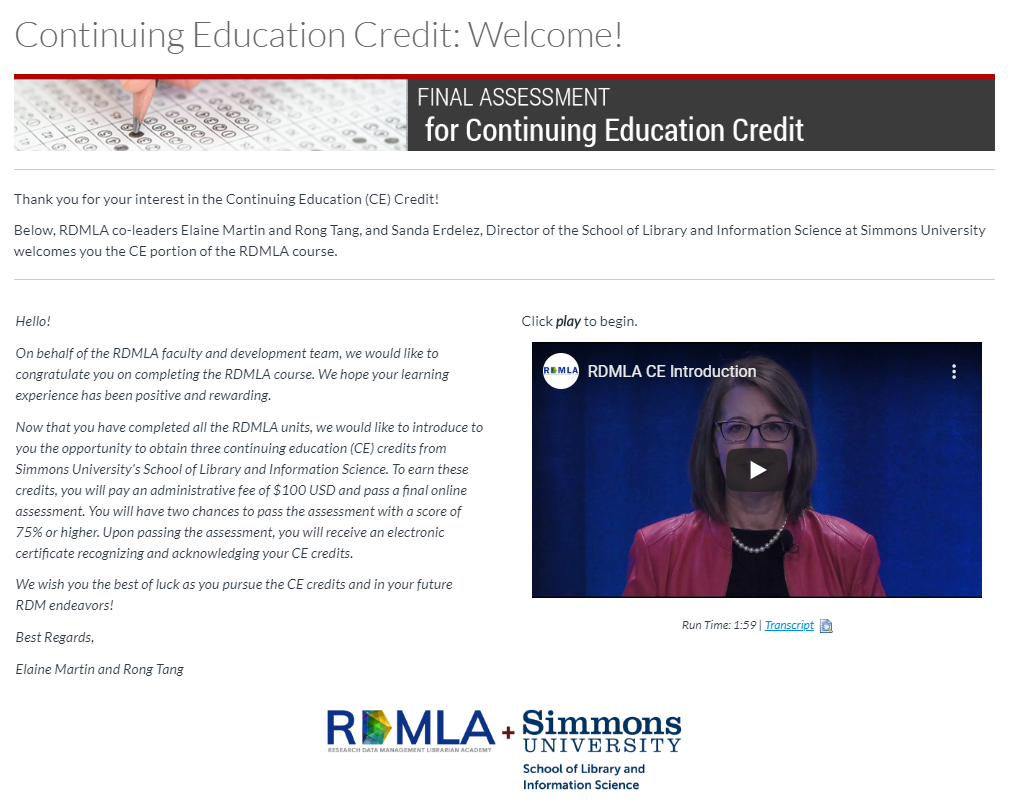 Continuing Education Credit: Welcome!
FINAL ASSESSMENT
for Continuing Education Credit
Thank you for your interest in the Continuing Education (CE) Credit!
Below, RDMLA co-leaders Elaine Martin and Rong Tang, and Sanda Erdelez, Director of the School of Library and Information Science at Simmons University
welcomes you the CE portion of the RDMLA course.
Hello!
On behalf of the RDMLA faculty and development team, we would like to
congratulate you on completing the RDMLA course. We hope your learning
experience has been positive and rewarding.
Now that you have completed all the RDMLA units, we would like to introduce to
you the opportunity to obtain three continuing education (CE) credits from
Simmons University's School of Library and Information Science. To earn these
credits, you will pay an administrative fee of $100 USD and pass a final online
assessment. You will have two chances to pass the assessment with a score of
75% or higher. Upon passing the assessment, you will receive an electronic
certificate recognizing and acknowledging your CE credits.
We wish you the best of luck as you pursue the CE credits and in your future
RDM endeavors!
Best Regards,
Elaine Martin and Rong Tang
Click play to begin.
RDMLA
RDMLA CE Introduction
Run Time: 1:59 | Transcript
RDMLA
RESEARCH DATA MANAGEMENT LIBRARIAN ACADEMY
+
Simmons
UNIVERSITY
School of Library and
Information Science